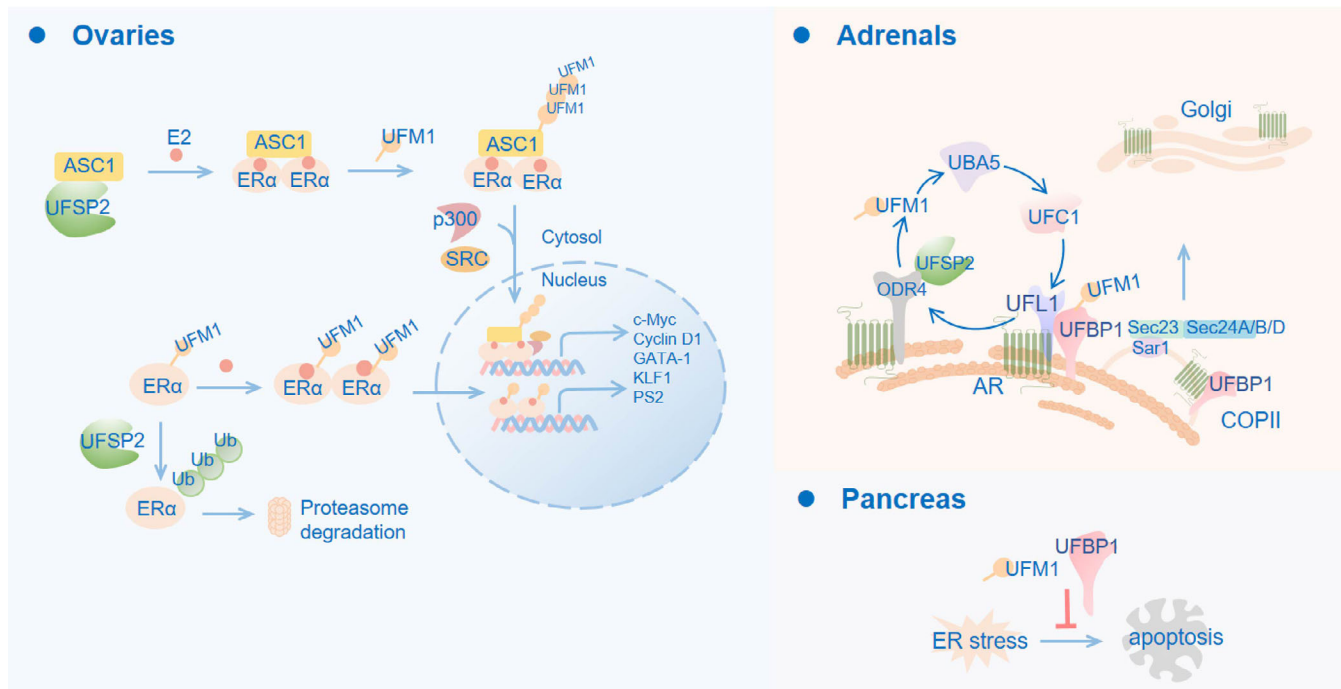 Ovaries
E2
ASC1
UFSP2
ASC1
ERα ERα
UFM1
UFM1
UFM1
UFM1
ASC1
ERα ERα
p300
SRC
Cytosol
Nucleus
c-Myc
Cyclin D1
GATA-1
KLF1
PS2
UFM1
ERα
UFM1
UFM1
ERα ERα
UFSP2
Ub
Ub
Ub
ERα
Proteasome
degradation
Adrenals
Golgi
UBA5
UFM1
UFC1
UFSP2
ODR4
UFL1
UFM1
UFBP1
Sec23 Sec24A/B/D
Sar1
AR
UFBP1
COPII
Pancreas
UFBP1
UFM1
ER stress
apoptosis